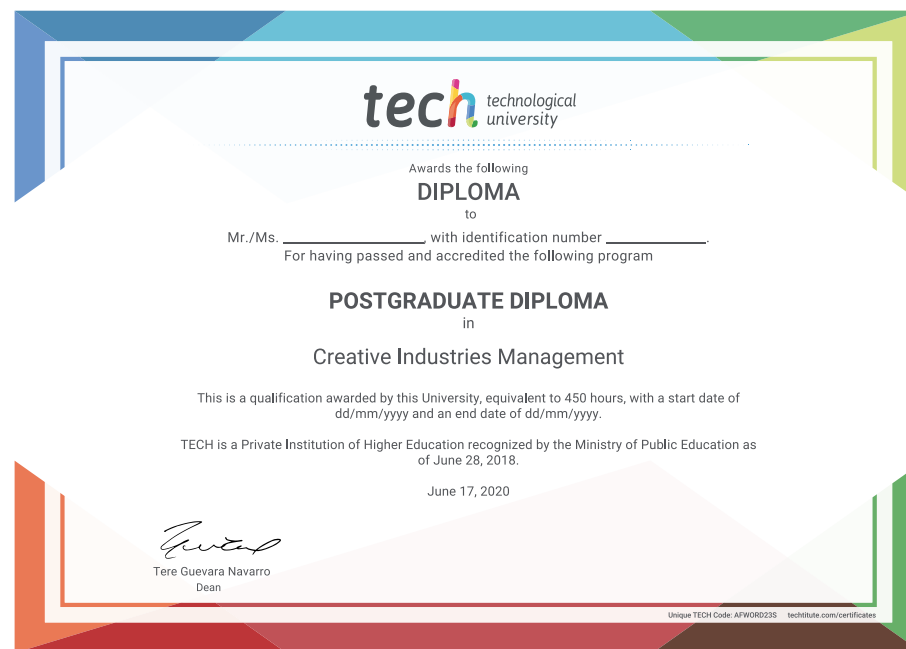 tech technological
university
Awards the following
DIPLOMA
to
Mr./Ms. ____________, with identification number ____________.
For having passed and accredited the following program
POSTGRADUATE DIPLOMA
in
Creative Industries Management
This is a qualification awarded by this University, equivalent to 450 hours, with a start date of
dd/mm/yyyy and an end date of dd/mm/yyyy.
TECH is a Private Institution of Higher Education recognized by the Ministry of Public Education as
of June 28, 2018.
June 17, 2020
Tere Guevara Navarro
Dean
Unique TECH Code: AFWORD23S techtitute.com/certificates